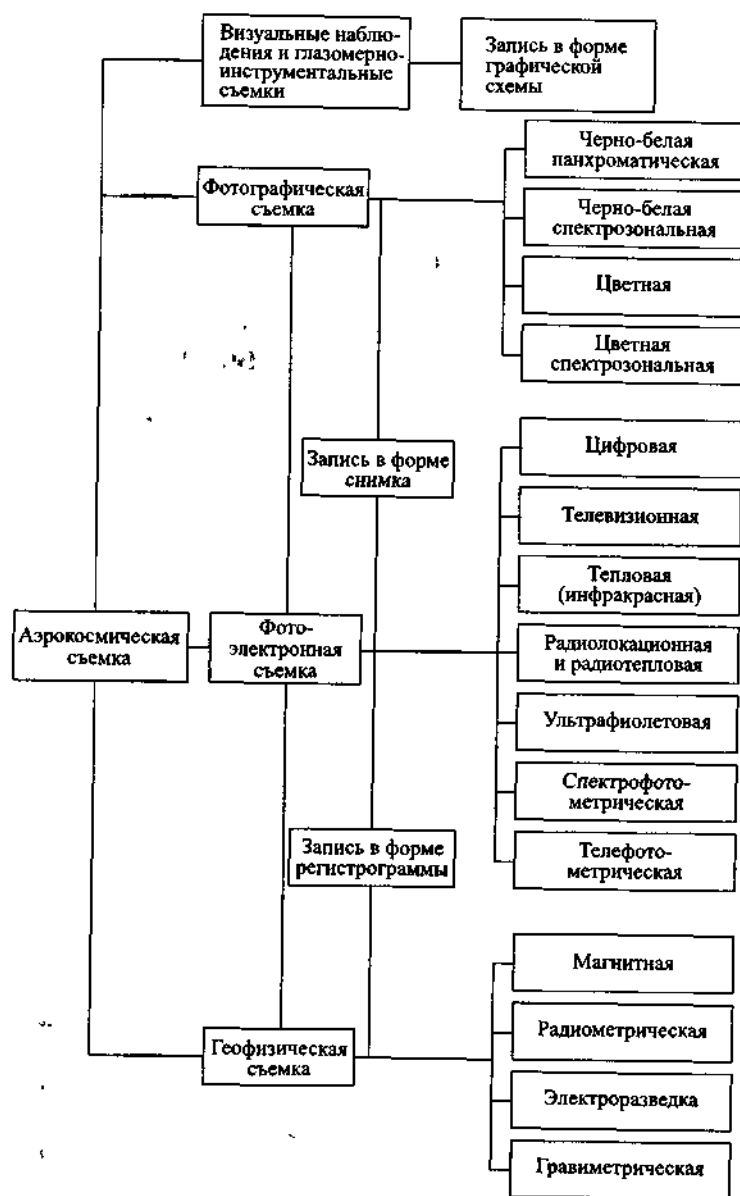 Визуальные наблю-
дения и глазомерно-
инструментальные
съемки
Запись в форме
графической
схемы
Фотографическая
съемка
Черно-белая
панхроматическая
Черно-белая
спектрозональная
Цветная
Цветная
спектрозональная
Запись в форме
снимка
Цифровая
Телевизионная
Тепловая
(инфракрасная)
Аэрокосмическая
съемка
Фото-
электронная
съемка
Радиолокационная
и радиотепловая
Ультрафиолетовая
Спектрофото-
метрическая
Запись в форме
регистрограммы
Телефото-
метрическая
Магнитная
Радиометрическая
Геофизическая
съемка
Электроразведка
Гравиметрическая